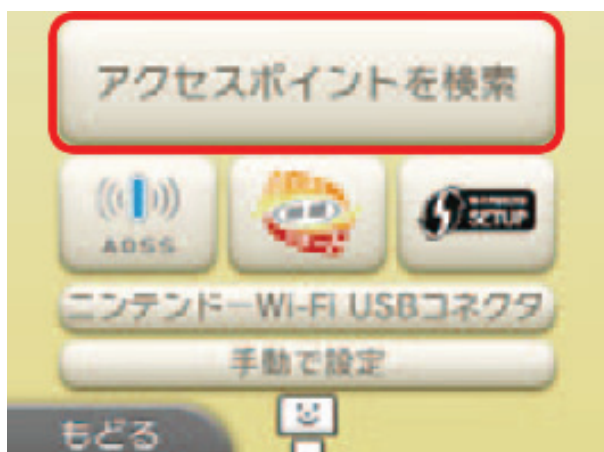 アクセスポイントを検索
AOSS
SETUP
ニンテンドーWi-Fi USBコネクタ
手動で設定
もどる